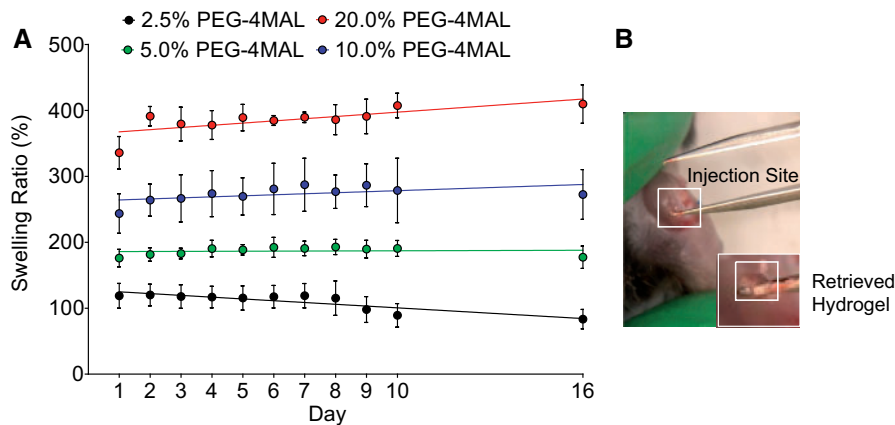 A
2.5% PEG-4MAL 20.0% PEG-4MAL
5.0% PEG-4MAL 10.0% PEG-4MAL
500
400
300
200
100
0
Swelling Ratio (%)
1 2 3 4 5 6 7 8 9 10 16
Day
B
Injection Site
Retrieved
Hydrogel